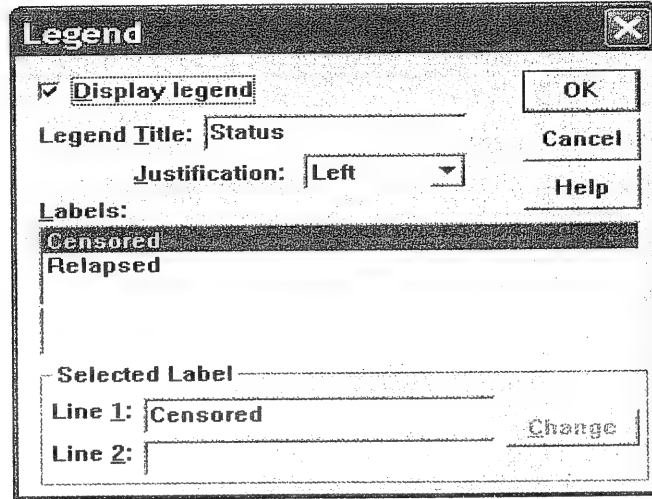 Legend
Display legend
OK
Legend Title: Status
Cancel
Justification: Left
Help
Labels:
Censored
Relapsed
Selected Label
Line 1: Censored
Change
Line 2: